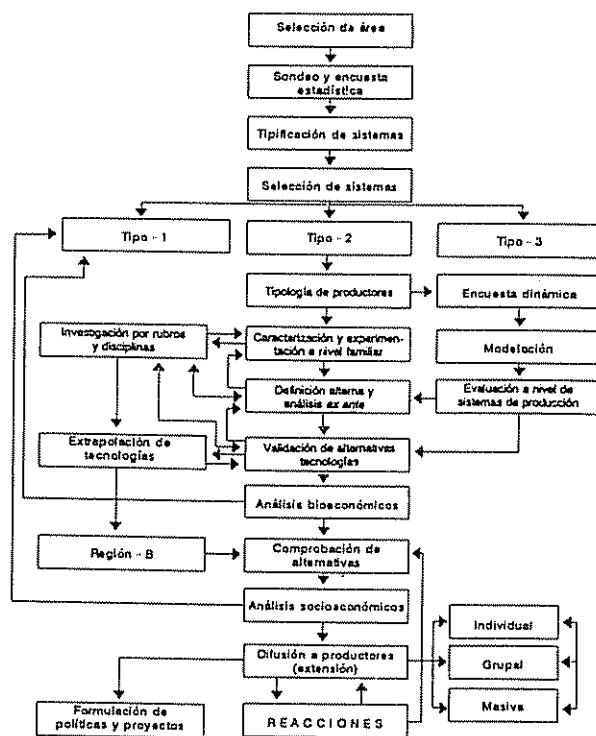 Selección da área
Sondeo y encuesta
estadística
Tipificación de sistemas
Selección de sistemas
Tipo - 1
Tipo - 2
Tipo - 3
Tipología de productores
Encuesta dinámica
Investigación por rubros
y disciplinas
Caracterización y experimen-
tación a nivel familiar
Modelación
Definición alterna y
análisis ex ante
Evaluación a nivel de
sistemas de producción
Extrapolación de
tecnologías
Validación de alternativas
tecnologías
Análisis bioeconómicos
Región - B
Comprobación de
alternativas
Análisis socioeconómicos
Individual
Difusión a productores
(extensión)
Grupal
Formulación de
políticas y proyectos
REACCIONES
Masiva